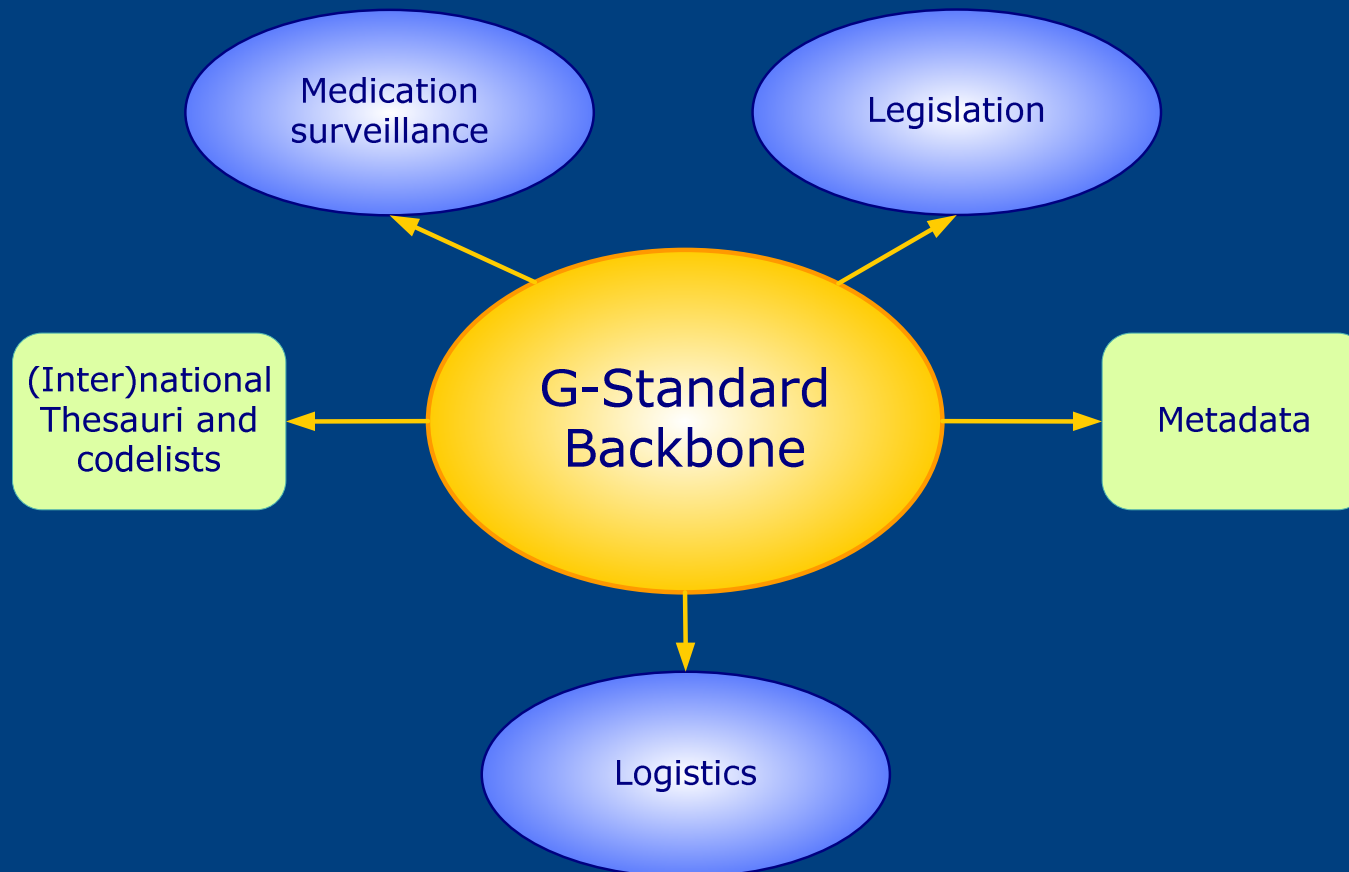 Medication
surveillance
Legislation
(Inter)national
Thesauri and
codelists
G-Standard
Backbone
Metadata
Logistics